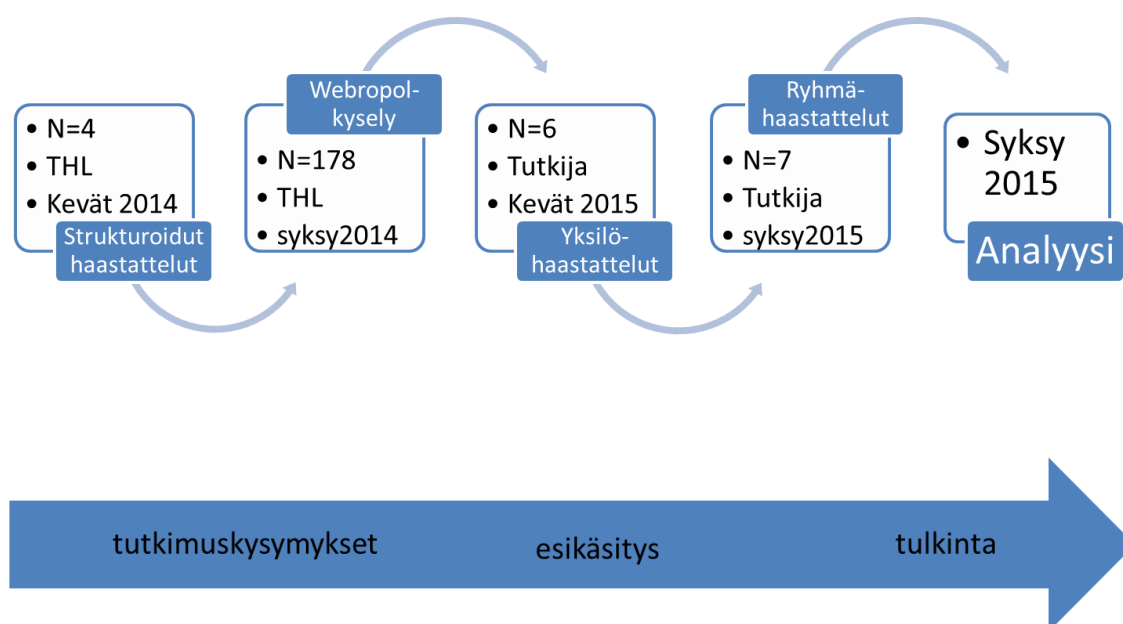 • N=4
• THL
• Kevät 2014
Strukturoidut
haastattelut
Webropol-
kysely
• N=178
• THL
• syksy2014
• N=6
• Tutkija
• Kevät 2015
Yksilö-
haastattelut
Ryhmä-
haastattelut
• N=7
• Tutkija
• syksy2015
• Syksy
2015
Analyysi
tutkimuskysymykset
esikäsitys
tulkinta